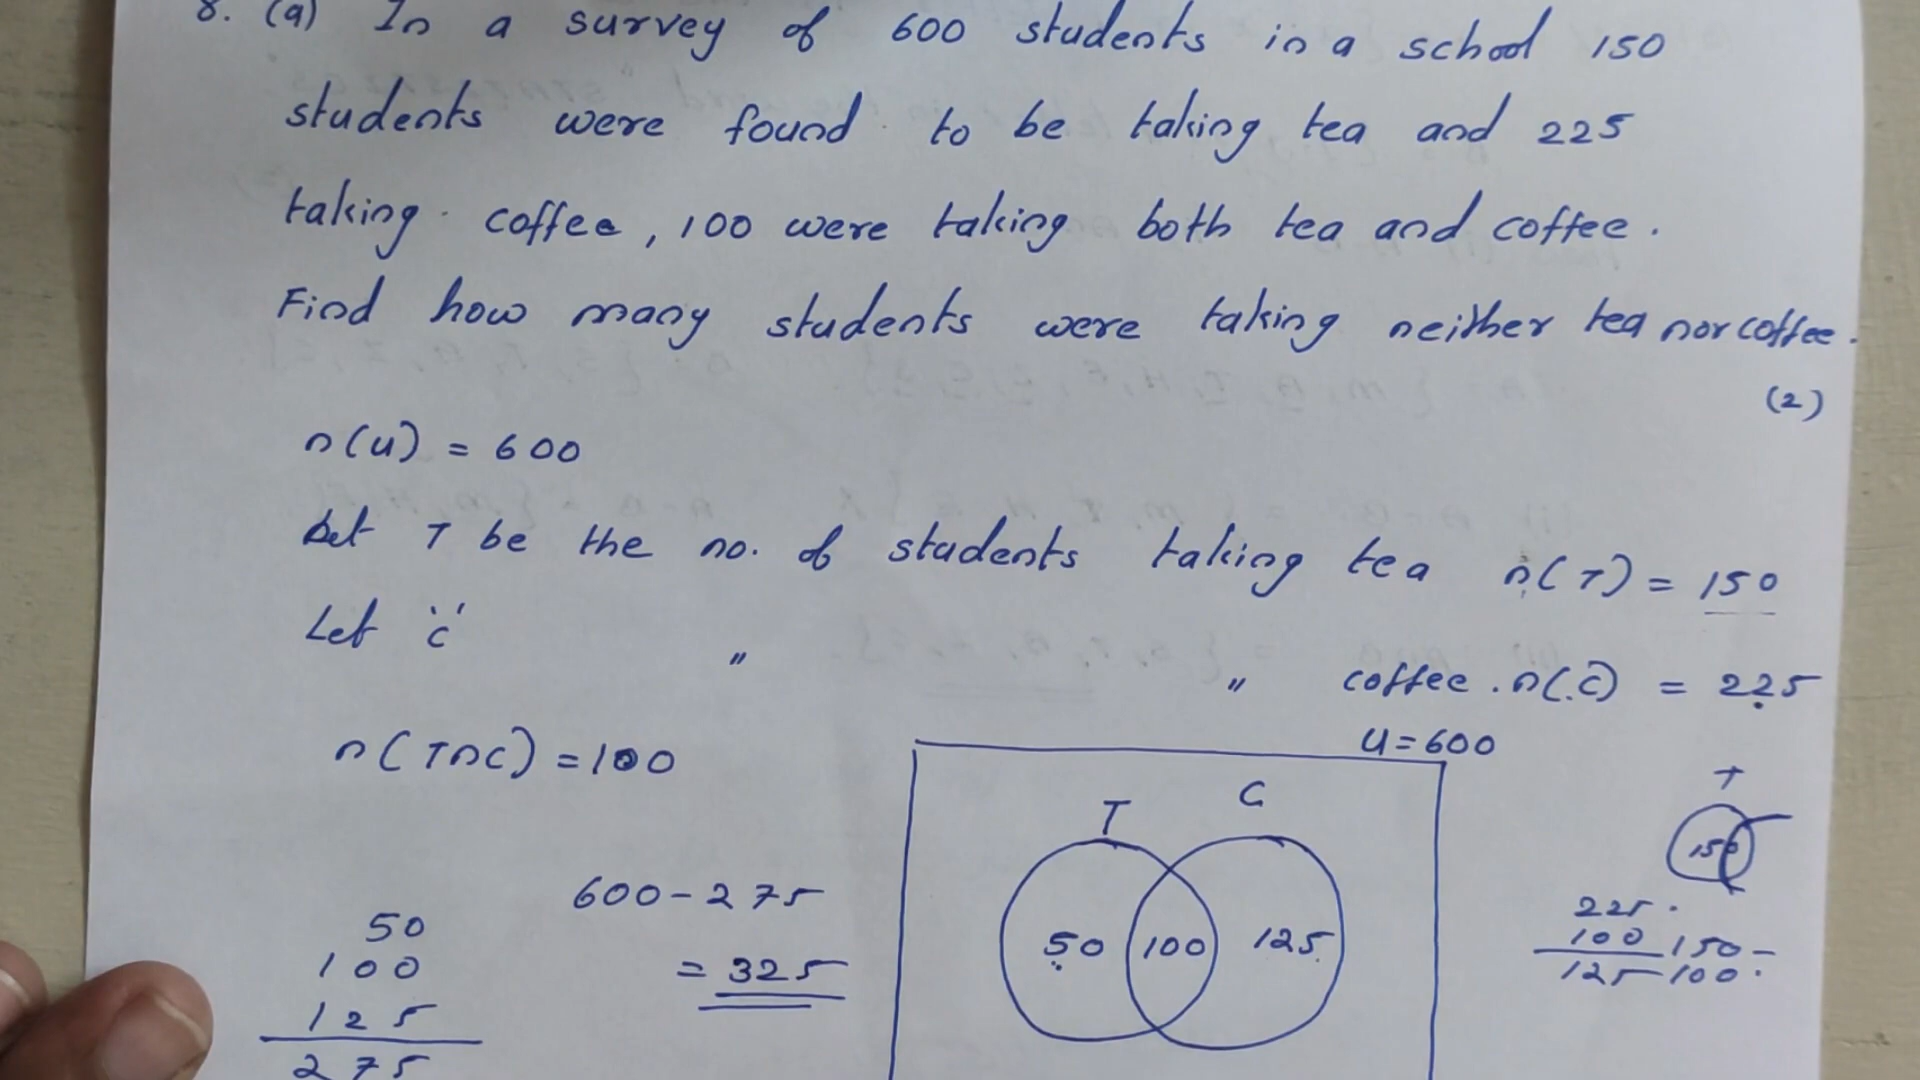 8. (a) In a survey of 600 students in a school 150
students were found to be taking tea and 225
taking coffee, 100 were taking both tea and coffee.
Find how many students were taking neither tea nor coffee.
(2)
n(U) = 600
Let T be the no. of students taking tea n(T) = 150
Let 'C' " " coffee. n(C) = 225
n(T∩C) = 100
U = 600
T C
50 100 125
600 - 275
= 325
50
100
125
275
T
150
225.
100
125
150 -
100.